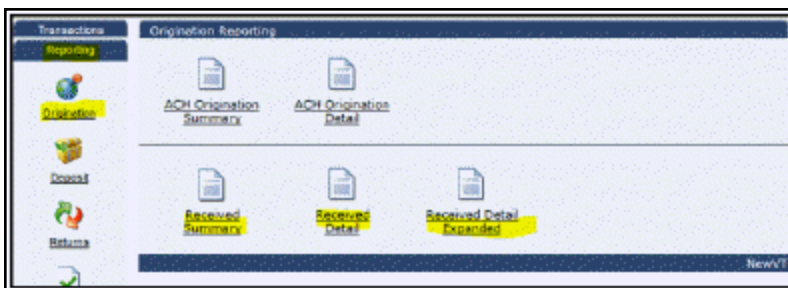 Transactions
Reporting
Origination
Deposit
Returns
Origination Reporting
ACH Origination
Summary
ACH Origination
Detail
Received
Summary
Received
Detail
Received Detail
Expanded
NewVT